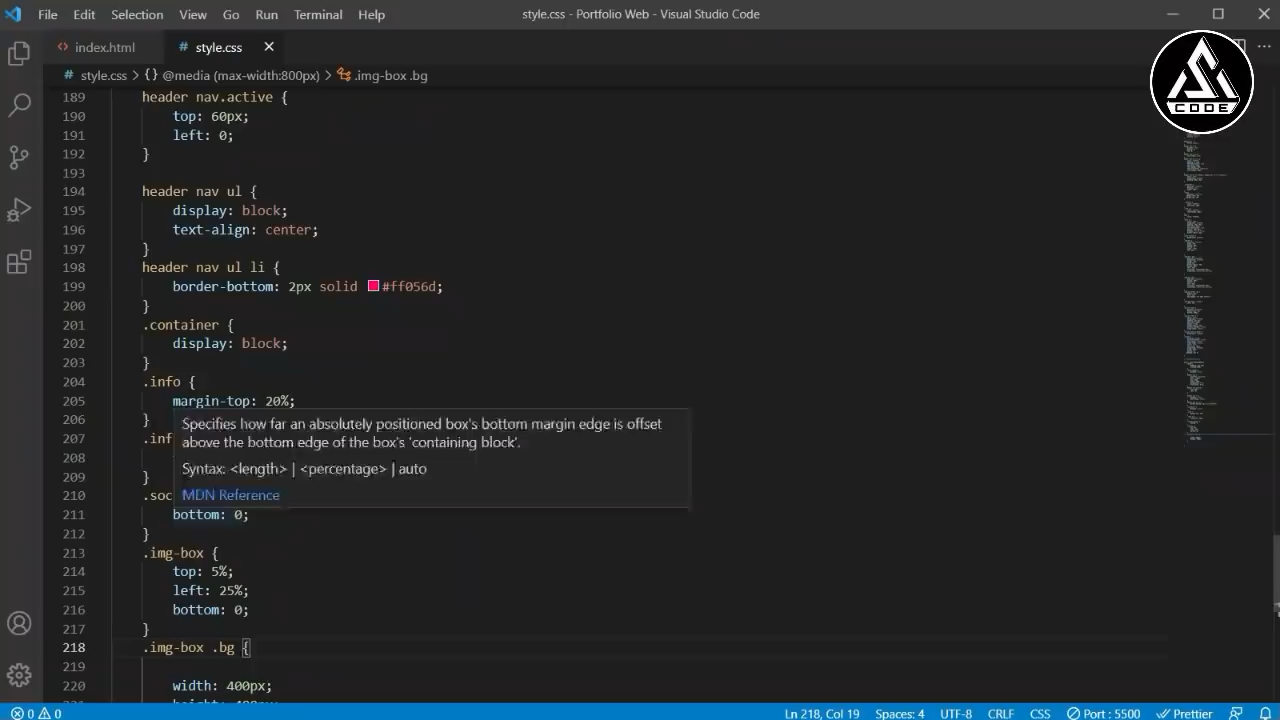 File Edit Selection View Go Run Terminal Help style.css - Portfolio Web - Visual Studio Code
index.html style.css
CODE
# style.css > {} @media (max-width:800px) > .img-box .bg
189 header nav.active {
190 top: 60px;
191 left: 0;
192 }
193
194 header nav ul {
195 display: block;
196 text-align: center;
197 }
198 header nav ul li {
199 border-bottom: 2px solid #ff056d;
200 }
201 .container {
202 display: block;
203 }
204 .info {
205 margin-top: 20%;
206 }
Specifies how far an absolutely positioned box's bottom margin edge is offset
above the bottom edge of the box's 'containing block'.
Syntax: <length> | <percentage> | auto
MDN Reference
207 .inf
208
209 }
210 .soc
211 bottom: 0;
212 }
213 .img-box {
214 top: 5%;
215 left: 25%;
216 bottom: 0;
217 }
218 .img-box .bg {
219
220 width: 400px;
0 0 Ln 218, Col 19 Spaces: 4 UTF-8 CRLF CSS Port : 5500 Prettier